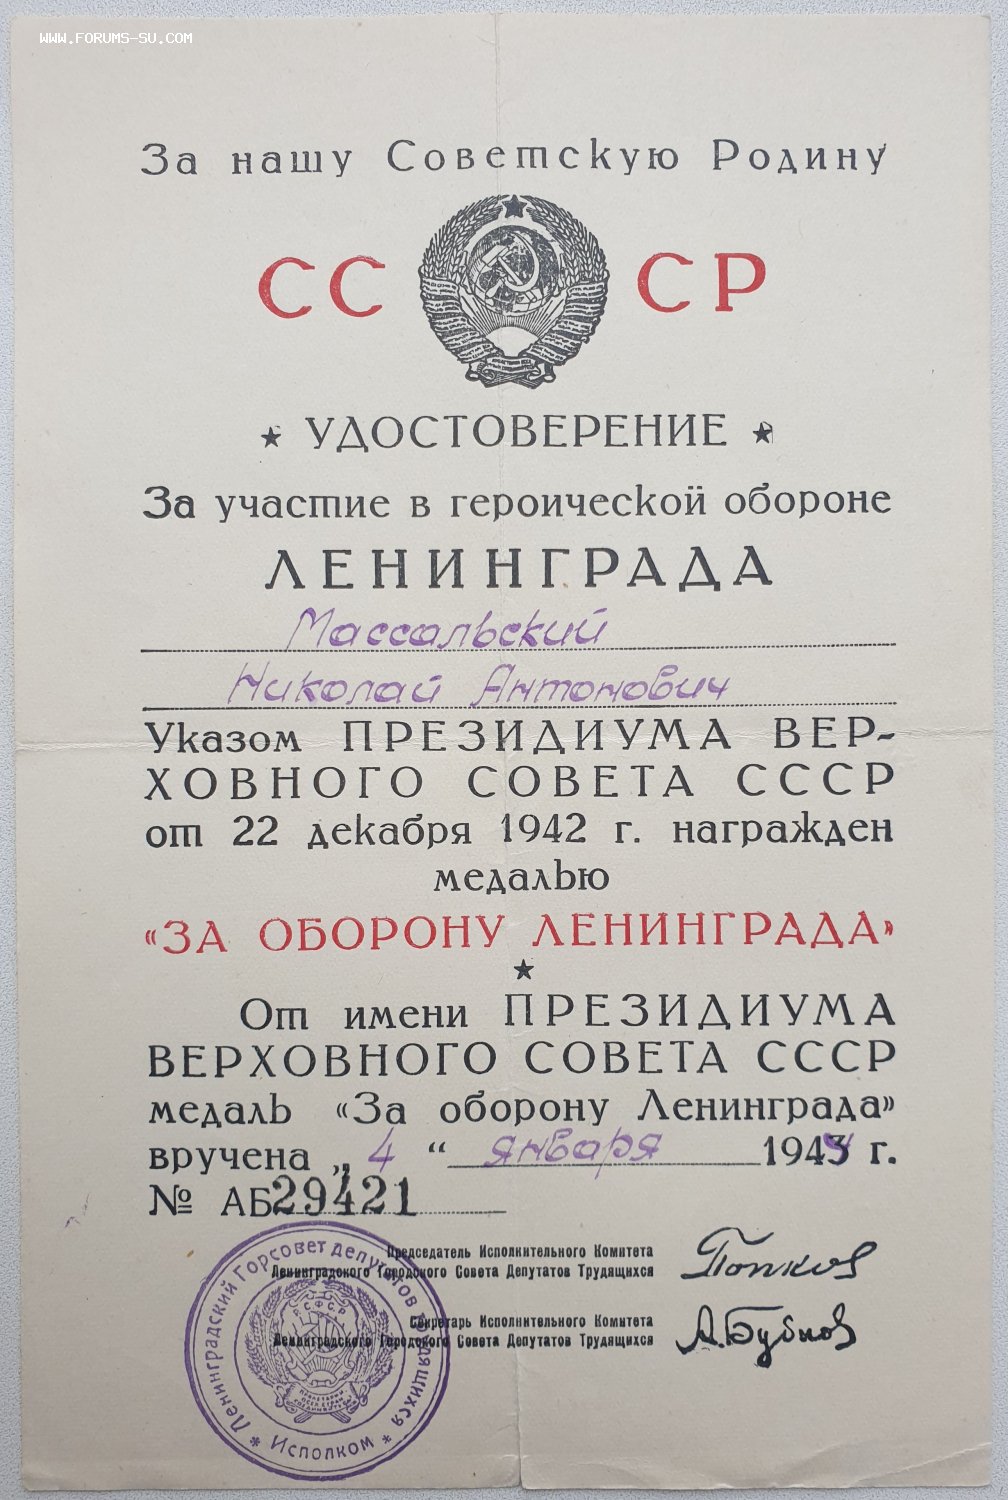 WWW.FORUMS-SU.COM
За нашу Советскую Родину
СС СР
УДОСТОВЕРЕНИЕ
За участие в героической обороне
ЛЕНИНГРАДА
Массальский
Николай Антонович
Указом ПРЕЗИДИУМА ВЕР-
ХОВНОГО СОВЕТА СССР
от 22 декабря 1942 г. награжден
медалью
«ЗА ОБОРОНУ ЛЕНИНГРАДА»
От имени ПРЕЗИДИУМА
ВЕРХОВНОГО СОВЕТА СССР
медаль «За оборону Ленинграда»
вручена „4“ января 1944 г.
№ АБ29421
Председатель Исполнительного Комитета
Ленинградского Городского Совета Депутатов Трудящихся
Попков
Секретарь Исполнительного Комитета
Ленинградского Городского Совета Депутатов Трудящихся
А.Бубнов
Ленинградский Горсовет депутатов трудящихся
Исполком
РСФСР